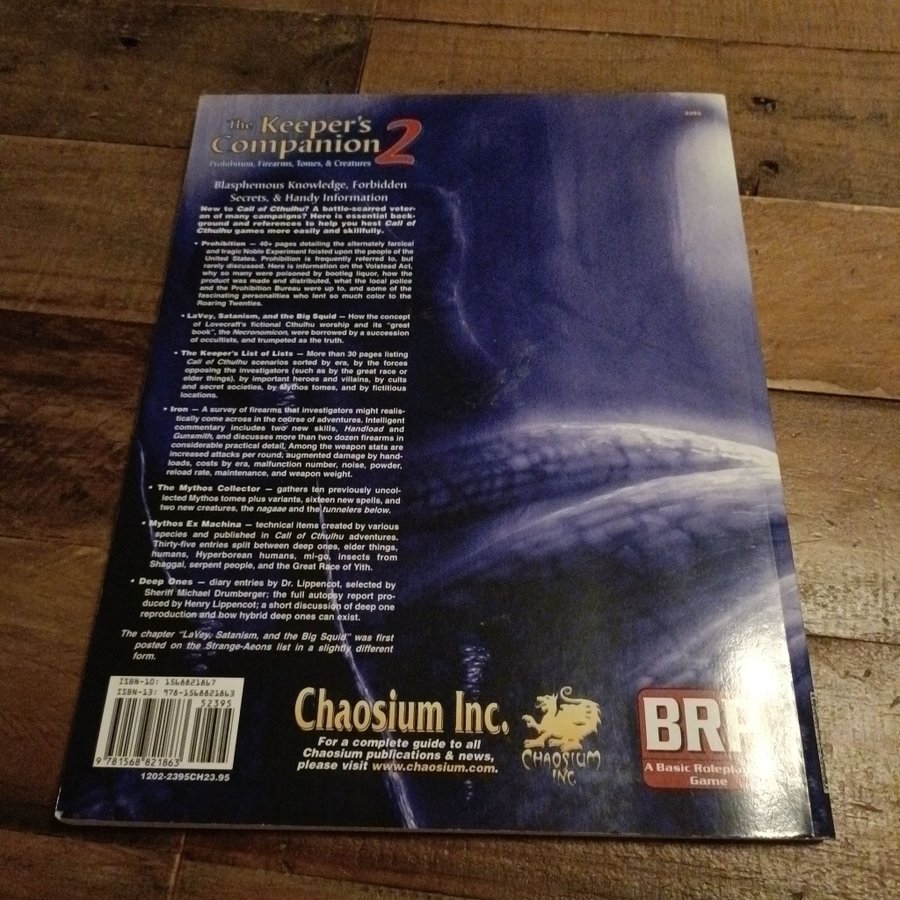 The Keeper's
Companion 2
Prohibition, Firearms, Tomes, & Creatures
Blasphemous Knowledge, Forbidden
Secrets, & Handy Information
New to Call of Cthulhu? A battle-scarred veter-
an of many campaigns? Here is essential back-
ground and references to help you host Call of
Cthulhu games more easily and skillfully.
• Prohibition — 40+ pages detailing the alternately farcical
and tragic Noble Experiment foisted upon the people of the
United States. Prohibition is frequently referred to, but
rarely discussed. Here is information on the Volstead Act,
why so many were poisoned by bootleg liquor, how the
product was made and distributed, what the local police
and the Prohibition Bureau were up to, and some of the
fascinating personalities who lent so much color to the
Roaring Twenties.
• LaVey, Satanism, and the Big Squid — How the concept
of Lovecraft's fictional Cthulhu worship and its "great
book", the Necronomicon, were borrowed by a succession
of occultists, and trumpeted as the truth.
• The Keeper's List of Lists — More than 30 pages listing
Call of Cthulhu scenarios sorted by era, by the forces
opposing the investigators (such as by the great race or
elder things), by important heroes and villains, by cults
and secret societies, by Mythos tomes, and by fictitious
locations.
• Iron — A survey of firearms that investigators might realis-
tically come across in the course of adventures. Intelligent
commentary includes two new skills, Handload and
Gunsmith, and discusses more than two dozen firearms in
considerable practical detail. Among the weapon stats are
increased attacks per round; augmented damage by hand-
loads, costs by era, malfunction number, noise, powder,
reload rate, maintenance, and weapon weight.
• The Mythos Collector — gathers ten previously uncol-
lected Mythos tomes plus variants, sixteen new spells, and
two new creatures, the nagaae and the tunnelers below.
• Mythos Ex Machina — technical items created by various
species and published in Call of Cthulhu adventures.
Thirty-five entries split between deep ones, elder things,
humans, Hyperborean humans, mi-go, insects from
Shaggai, serpent people, and the Great Race of Yith.
• Deep Ones — diary entries by Dr. Lippencot, selected by
Sheriff Michael Drumberger; the full autopsy report pro-
duced by Henry Lippencot; a short discussion of deep one
reproduction and how hybrid deep ones can exist.
The chapter "LaVey, Satanism, and the Big Squid" was first
posted on the Strange-Aeons list in a slightly different
form.
ISBN-10: 1568821867
ISBN-13: 978-1568821863
52395
9 781568 821863
1202-2395CH23.95
Chaosium Inc.
For a complete guide to all
Chaosium publications & news,
please visit www.chaosium.com.
CHAOSIUM
INC.
BRP
A Basic Roleplay
Game